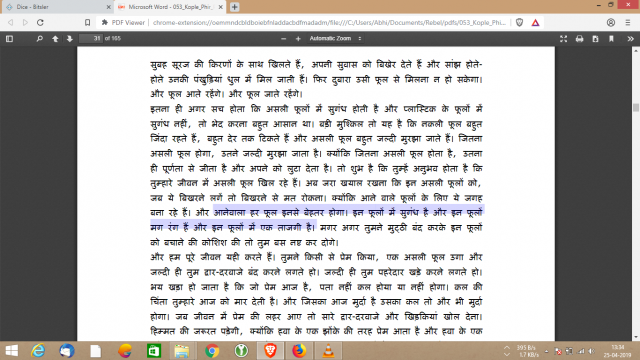 Dice - Bitsler
Microsoft Word - 053_Kople_Phi
PDF Viewer | chrome-extension://oemmndcbldboiebfnladdacbdfmadadm/file:///C:/Users/Abhi/Documents/Rebel/pdfs/053_Kople_Phi
31 of 165
Automatic Zoom
सुबह सूरज की किरणों के साथ खिलते हैं, अपनी सुवास को बिखेर देते हैं और सांझ होते-
होते उनकी पंखुड़ियां धुल में मिल जाती हैं। फिर दुबारा उसी फूल से मिलना न हो सकेगा।
और फूल आते रहेंगे। और फूल जाते रहेंगे।
इतना ही अगर सच होता कि असली फूलों में सुगंध होती है और प्लास्टिक के फूलों में
सुगंध नहीं, तो भेद करना बहुत आसान था। बडी मुश्किल तो यह है कि नकली फूल बहुत
जिंदा रहते हैं, बहुत देर तक टिकते हैं और असली फूल बहुत जल्दी मुरझा जाते हैं। जितना
असली फूल होगा, उतने जल्दी मुरझा जाते हैं। क्योंकि जितना असली फूल होता है, उतना
ही पूर्णता से जीता है और अपने को लुटा देता है। तो शुभ है कि तुम्हें अनुभव होता है कि
तुम्हारे जीवन में असली फूल खिल रहे हैं। अब जरा खयाल रखना कि इन असली फूलों को,
जब ये बिखरने लगें तो बिखरने से मत रोकना। क्योंकि आने वाले फूलों के लिए ये जगह
बना रहे हैं। और आनेवाला हर फूल इनसे बेहतर होगा। इन फूलों में सुगंध है और इन फूलों
मग रंग हैं और इन फूलों में एक ताजगी है। मगर अगर तुमने मुट्ठी बंद करके इन फूलों
को बचाने की कोशिश की तो तुम बस नष्ट कर दोगे।
और हम पूरे जीवन यही करते हैं। तुमने किसी से प्रेम किया, एक असली फूल उगा और
जल्दी ही तुम द्वार-दरवाजे बंद करने लगते हो। जल्दी ही तुम पहरेदार खडे करने लगते हो।
भय खडा हो जाता है कि जो प्रेम आज है, पता नहीं कल होया या नहीं होगा। कल की
चिंता तुम्हारे आज को मार देती है। और जिसका आज मुर्दा है उसका कल तो और भी मुर्दा
होगा। जब जीवन में प्रेम की लहर आए तो सारे द्वार-दरवाजे और खिड़कियां खोल देना।
हिम्मत की जरूरत पडेगी, क्योंकि हवा के एक झोंके की तरह प्रेम आता है और हवा के एक
395 B/s
1.7 KB/s
13:34
25-04-2019